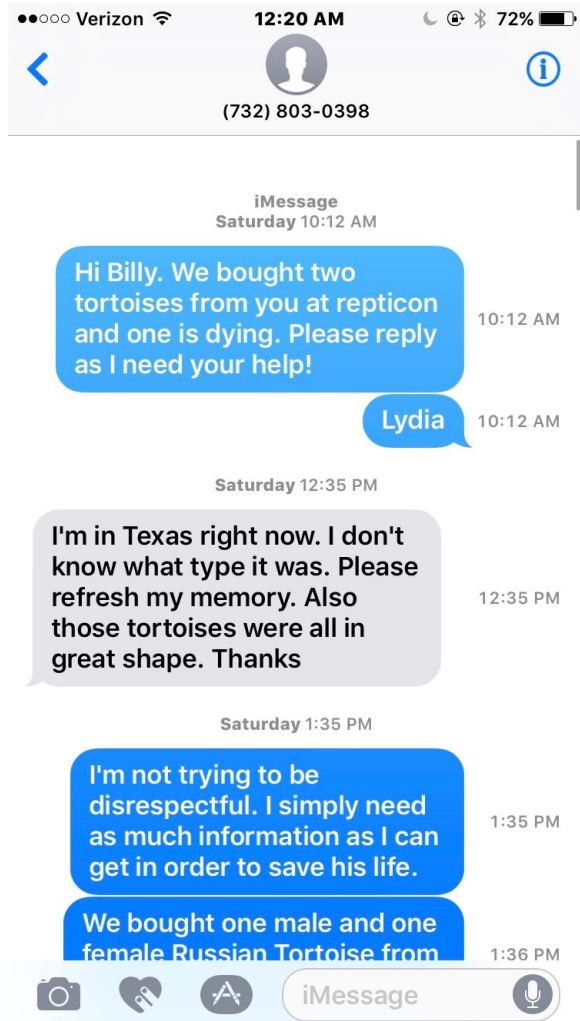 Verizon 12:20 AM 72%
(732) 803-0398
iMessage
Saturday 10:12 AM
Hi Billy. We bought two
tortoises from you at repticon
and one is dying. Please reply
as I need your help!
10:12 AM
Lydia
10:12 AM
Saturday 12:35 PM
I'm in Texas right now. I don't
know what type it was. Please
refresh my memory. Also
those tortoises were all in
great shape. Thanks
12:35 PM
Saturday 1:35 PM
I'm not trying to be
disrespectful. I simply need
as much information as I can
get in order to save his life.
1:35 PM
We bought one male and one
female Russian Tortoise from
1:36 PM
iMessage